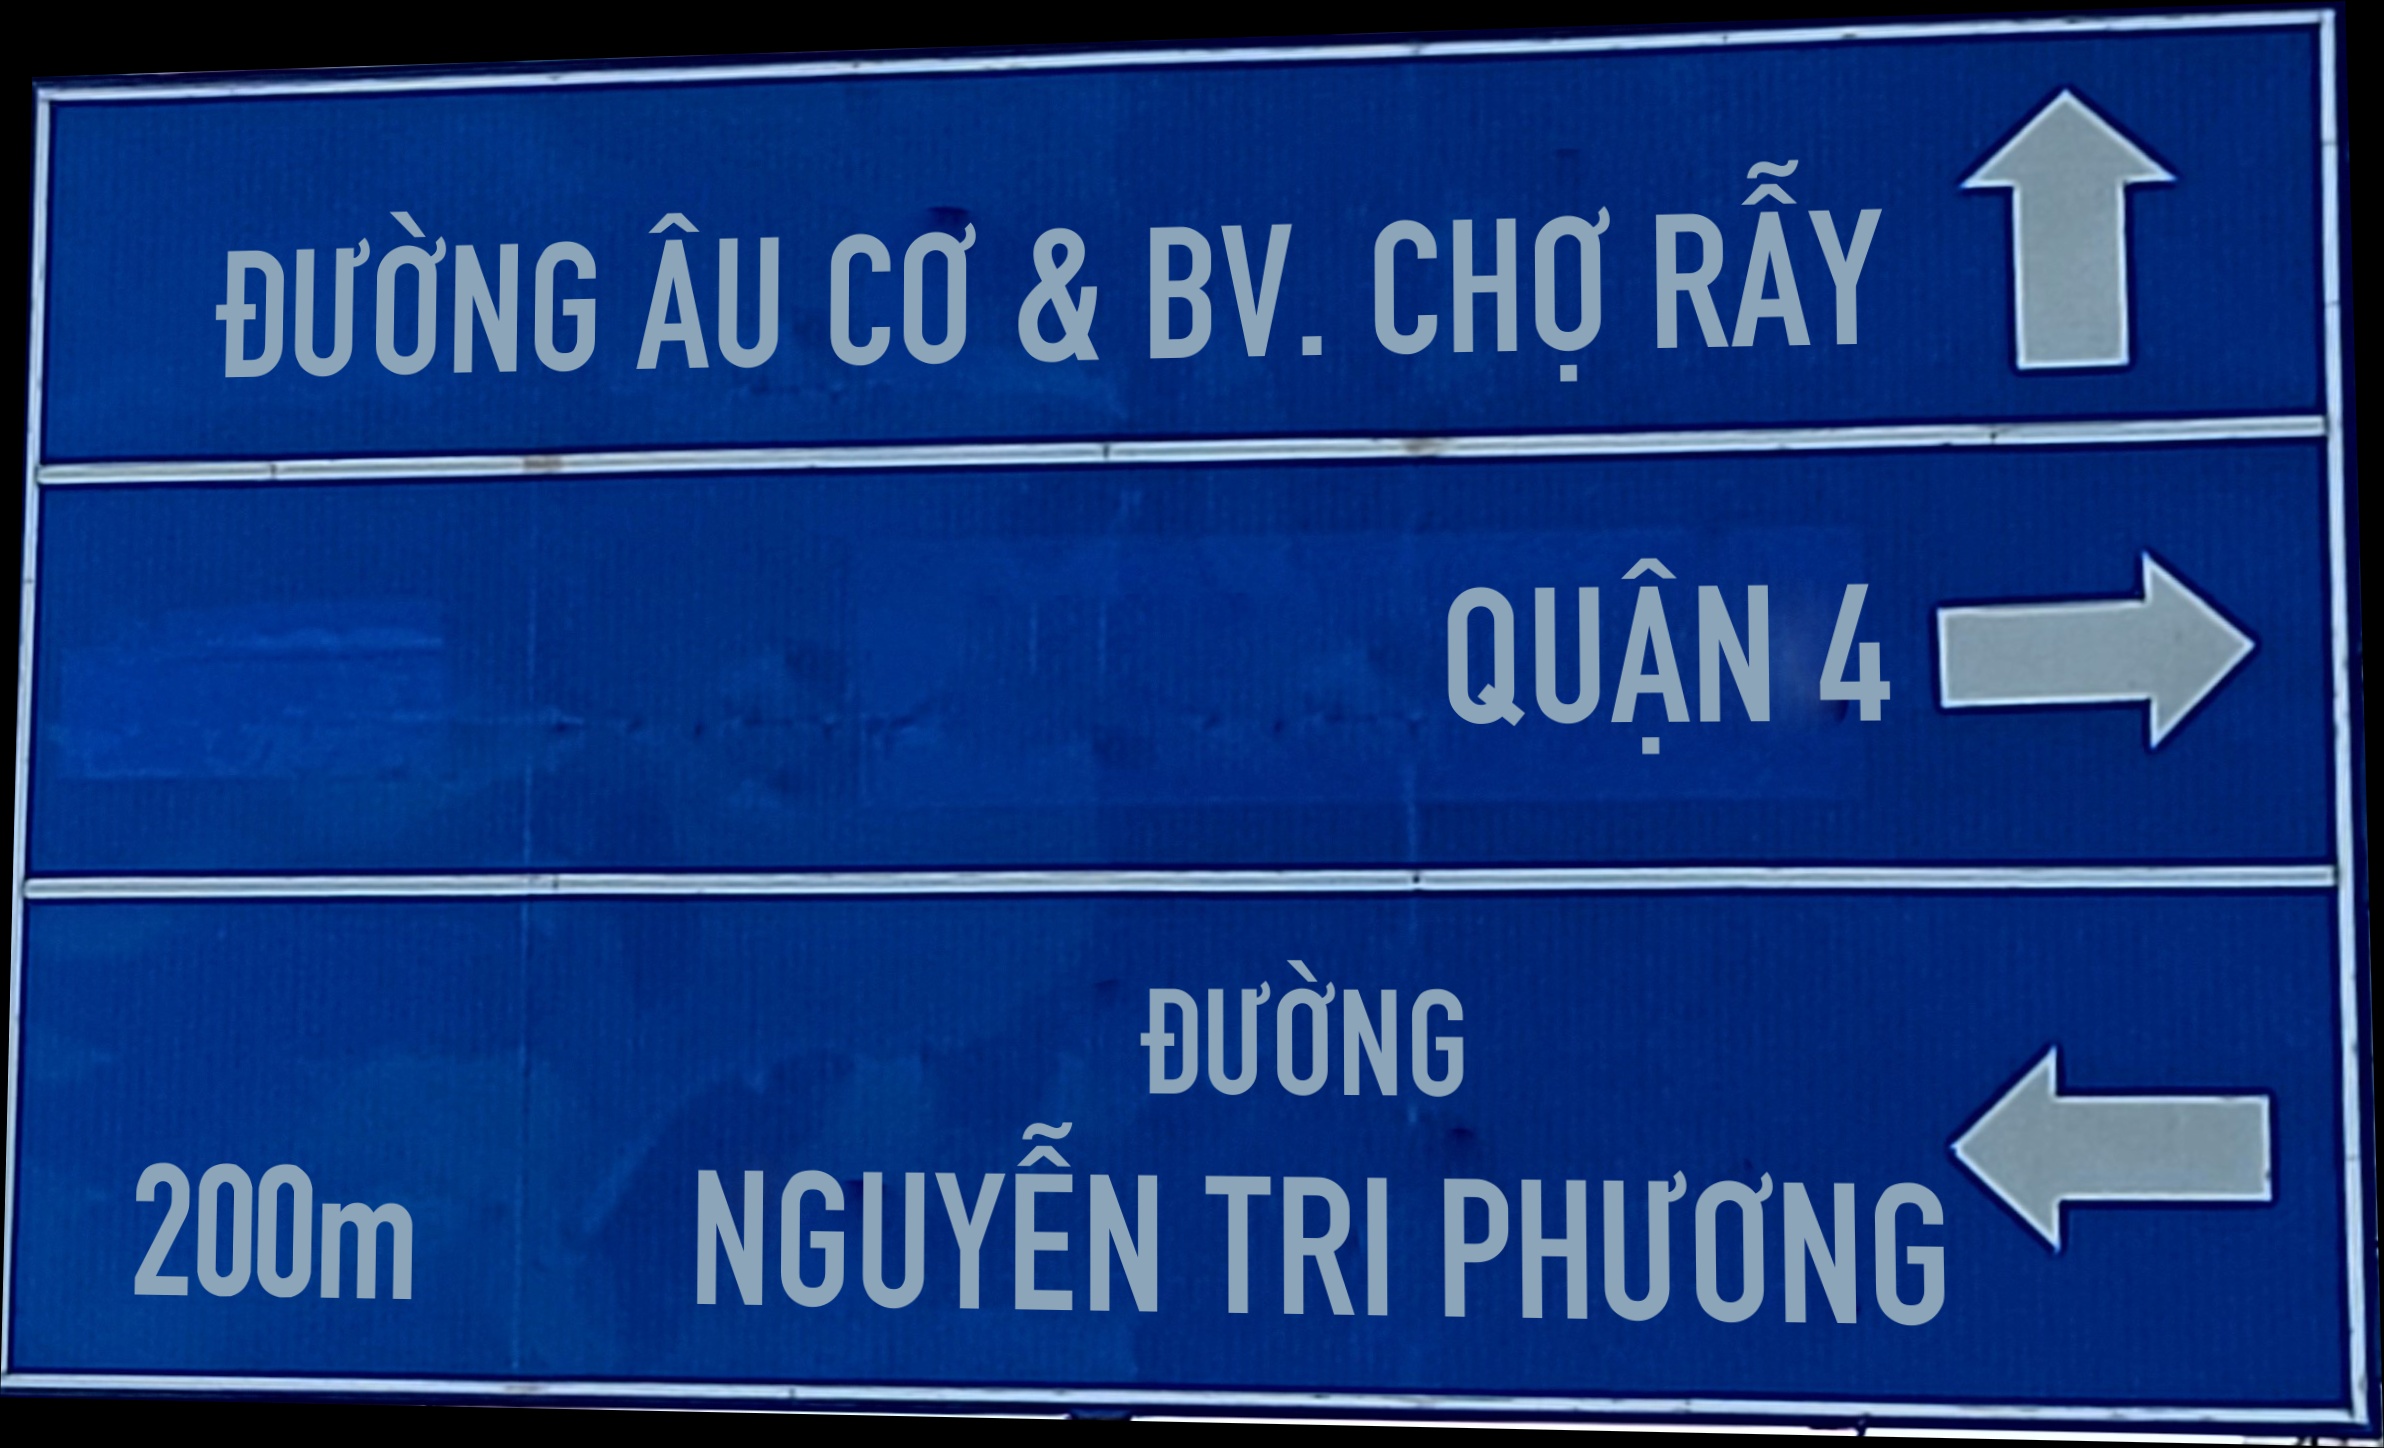 ĐƯỜNG ÂU CƠ & BV. CHỢ RẪY
QUẬN 4
ĐƯỜNG
200m NGUYỄN TRI PHƯƠNG